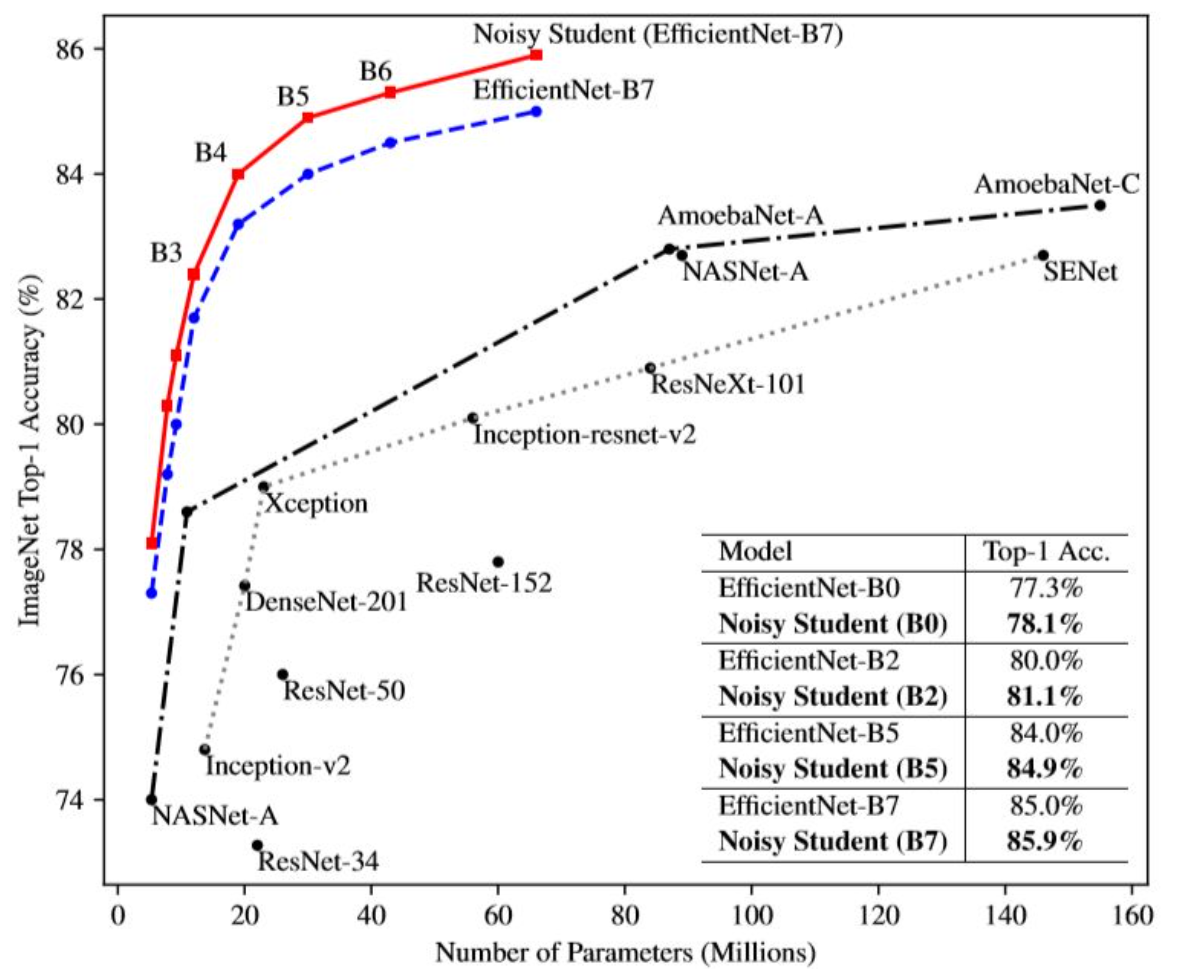 Noisy Student (EfficientNet-B7)
86
B6
EfficientNet-B7
B5
B4
84
AmoebaNet-C
AmoebaNet-A
B3
NASNet-A
SENet
82
ResNeXt-101
80
Inception-resnet-v2
Xception
78
ResNet-152
DenseNet-201
76
ResNet-50
Inception-v2
74
NASNet-A
ResNet-34
ImageNet Top-1 Accuracy (%)
Model Top-1 Acc.
EfficientNet-B0 77.3%
Noisy Student (B0) 78.1%
EfficientNet-B2 80.0%
Noisy Student (B2) 81.1%
EfficientNet-B5 84.0%
Noisy Student (B5) 84.9%
EfficientNet-B7 85.0%
Noisy Student (B7) 85.9%
0 20 40 60 80 100 120 140 160
Number of Parameters (Millions)